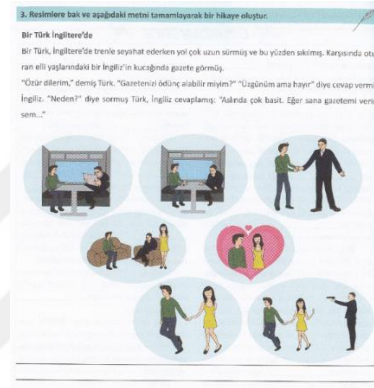 3. Resimlere bak ve aşağıdaki metni tamamlayarak bir hikaye oluştur.
Bir Türk İngiltere'de
Bir Türk, İngiltere'de trenle seyahat ederken yol çok uzun sürmüş ve bu yüzden sıkılmış. Karşısında otu
ran elli yaşlarındaki bir İngiliz'in kucağında gazete görmüş.
"Özür dilerim," demiş Türk. "Gazetenizi ödünç alabilir miyim?" "Üzgünüm ama hayır" diye cevap vermi
İngiliz. "Neden?" diye sormuş Türk, İngiliz cevaplamış: "Aslında çok basit. Eğer sana gazetemi veri
sem..."